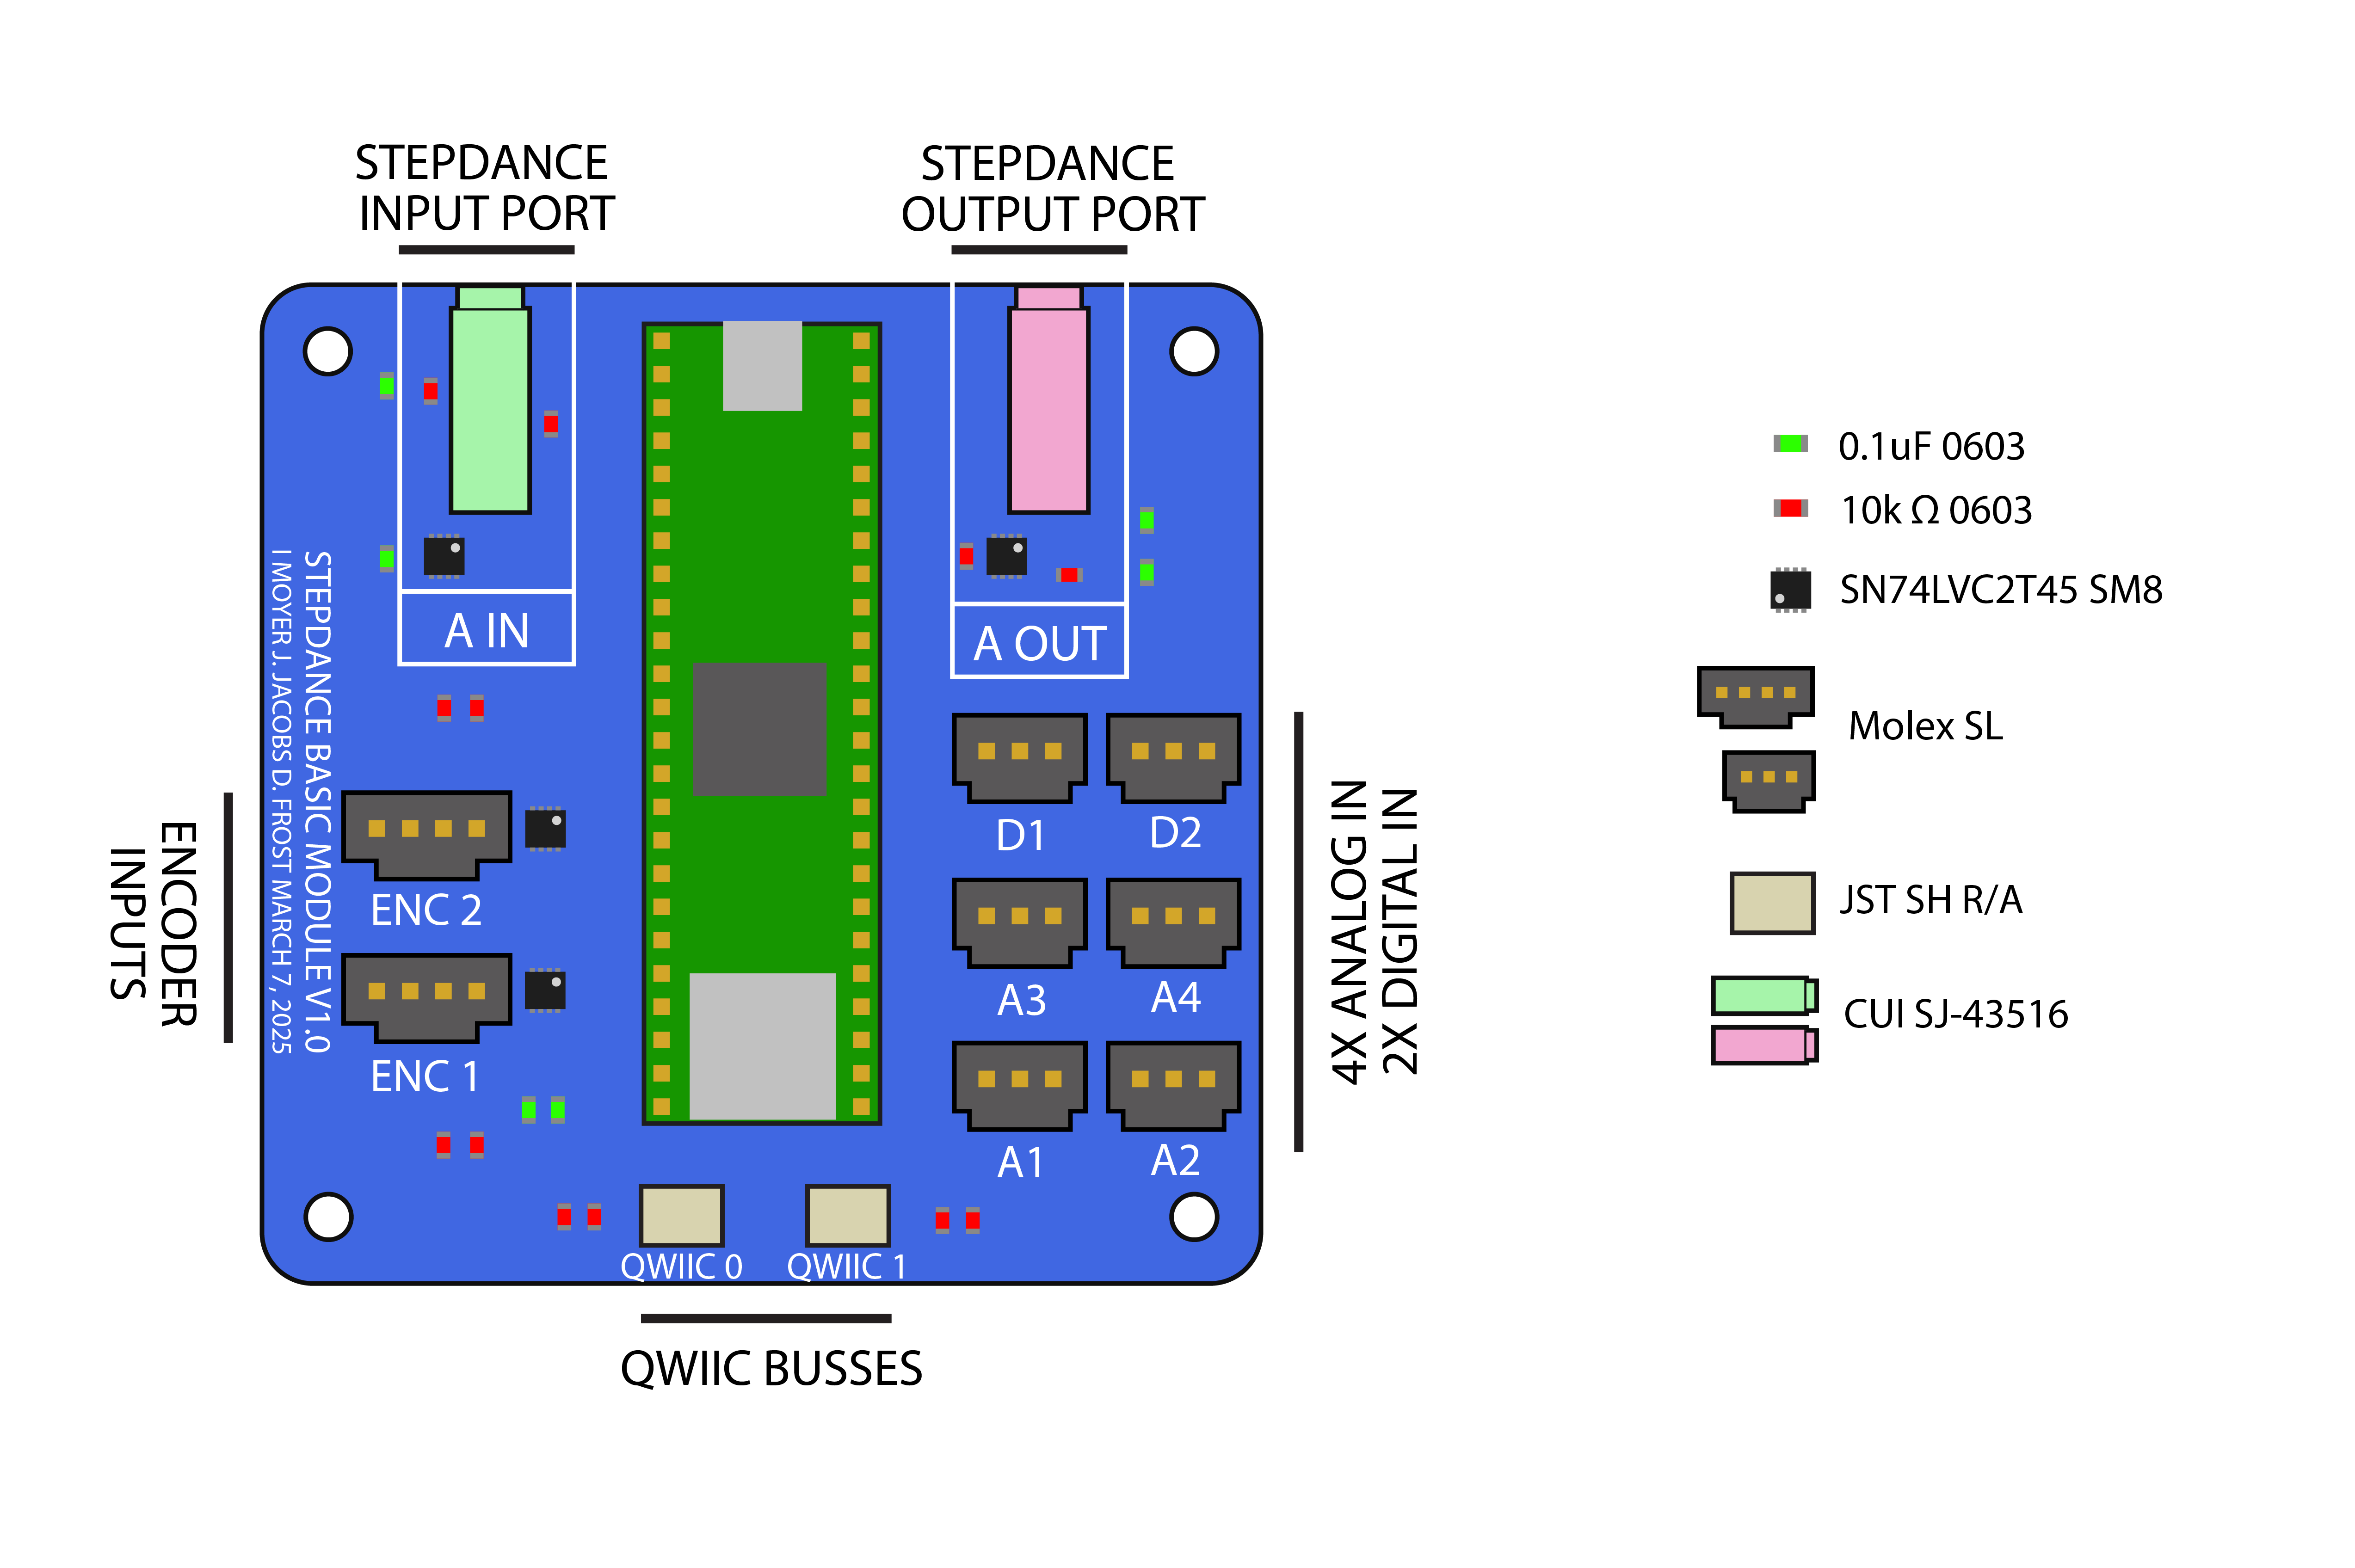 STEPDANCE
INPUT PORT
STEPDANCE
OUTPUT PORT
A IN
A OUT
STEPDANCE BASIC MODULE V1.0
I MOYER J. JACOBS D. FROST MARCH 7, 2025
ENCODER
INPUTS
ENC 2
ENC 1
D1
D2
A3
A4
A1
A2
4X ANALOG IN
2X DIGITAL IN
QWIIC 0
QWIIC 1
QWIIC BUSSES
0.1uF 0603
10k Ω 0603
SN74LVC2T45 SM8
Molex SL
JST SH R/A
CUI SJ-43516